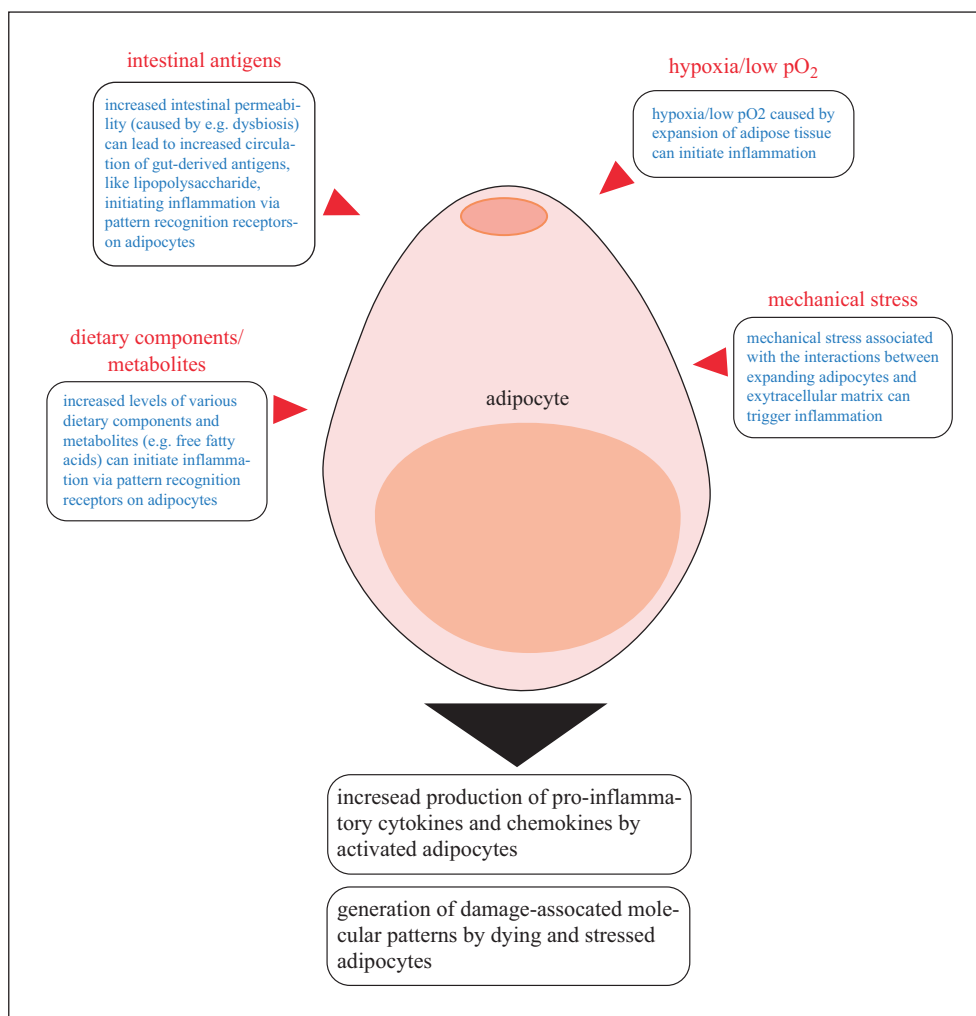 intestinal antigens
increased intestinal permeabi-
lity (caused by e.g. dysbiosis)
can lead to increased circula-
tion of gut-derived antigens,
like lipopolysaccharide,
initiating inflammation via
pattern recognition receptors-
on adipocytes
hypoxia/low pO₂
hypoxia/low pO2 caused by
expansion of adipose tissue
can initiate inflammation
dietary components/
metabolites
increased levels of various
dietary components and
metabolites (e.g. free fatty
acids) can initiate inflamma-
tion via pattern recognition
receptors on adipocytes
mechanical stress
mechanical stress associated
with the interactions between
expanding adipocytes and
exytracellular matrix can
trigger inflammation
adipocyte
incresead production of pro-inflamma-
tory cytokines and chemokines by
activated adipocytes
generation of damage-assocated mole-
cular patterns by dying and stressed
adipocytes